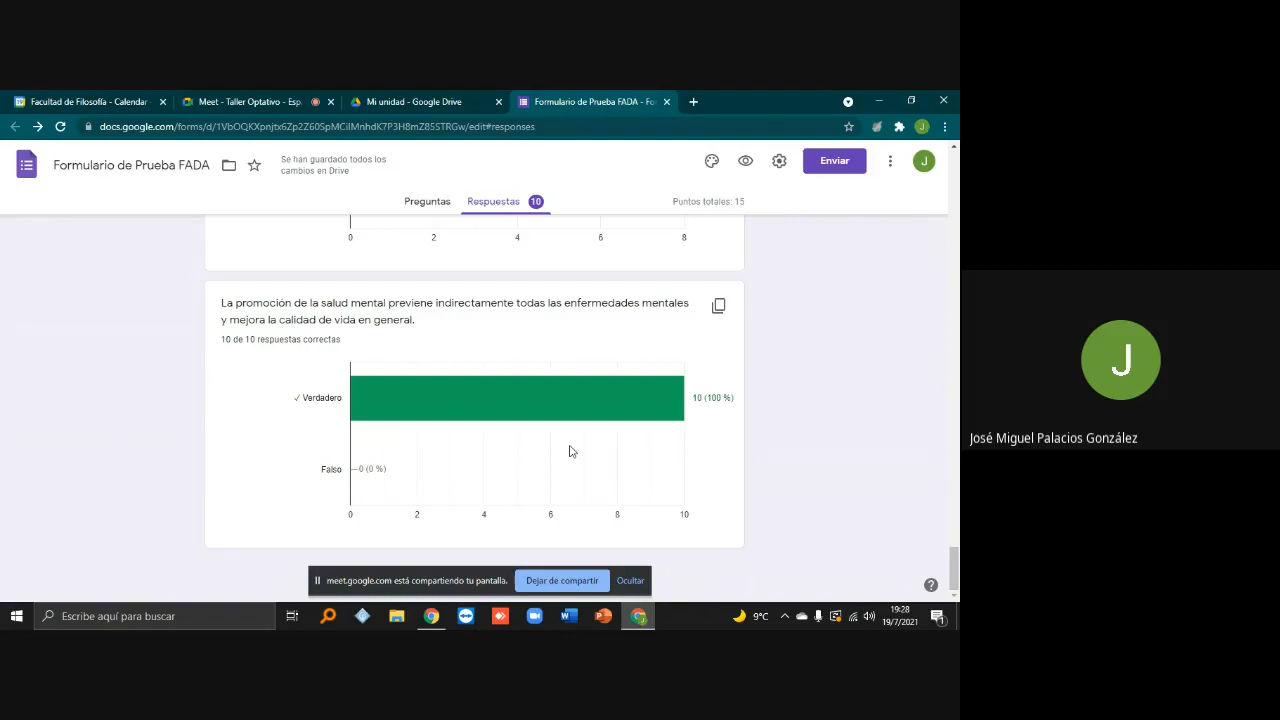 Facultad de Filosofía - Calendar
Meet - Taller Optativo - Esp
Mi unidad - Google Drive
Formulario de Prueba FADA - Fo
docs.google.com/forms/d/1VbOQKXpnjtx6Zp2Z60SpMCilMnhdK7P3H8mZ85STRGw/edit#responses
Formulario de Prueba FADA
Se han guardado todos los
cambios en Drive
Enviar
J
Preguntas
Respuestas 10
Puntos totales: 15
0 2 4 6 8
La promoción de la salud mental previene indirectamente todas las enfermedades mentales
y mejora la calidad de vida en general.
10 de 10 respuestas correctas
✓ Verdadero
10 (100 %)
Falso
0 (0 %)
0 2 4 6 8 10
meet.google.com está compartiendo tu pantalla.
Dejar de compartir
Ocultar
Escribe aquí para buscar
9°C
19:28
19/7/2021
J
José Miguel Palacios González